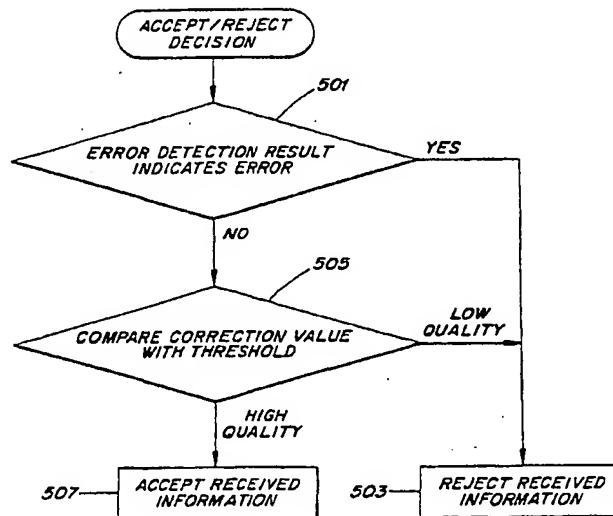 ACCEPT/REJECT
DECISION
501
ERROR DETECTION RESULT
INDICATES ERROR
YES
NO
505
COMPARE CORRECTION VALUE
WITH THRESHOLD
LOW
QUALITY
HIGH
QUALITY
507
ACCEPT RECEIVED
INFORMATION
503
REJECT RECEIVED
INFORMATION